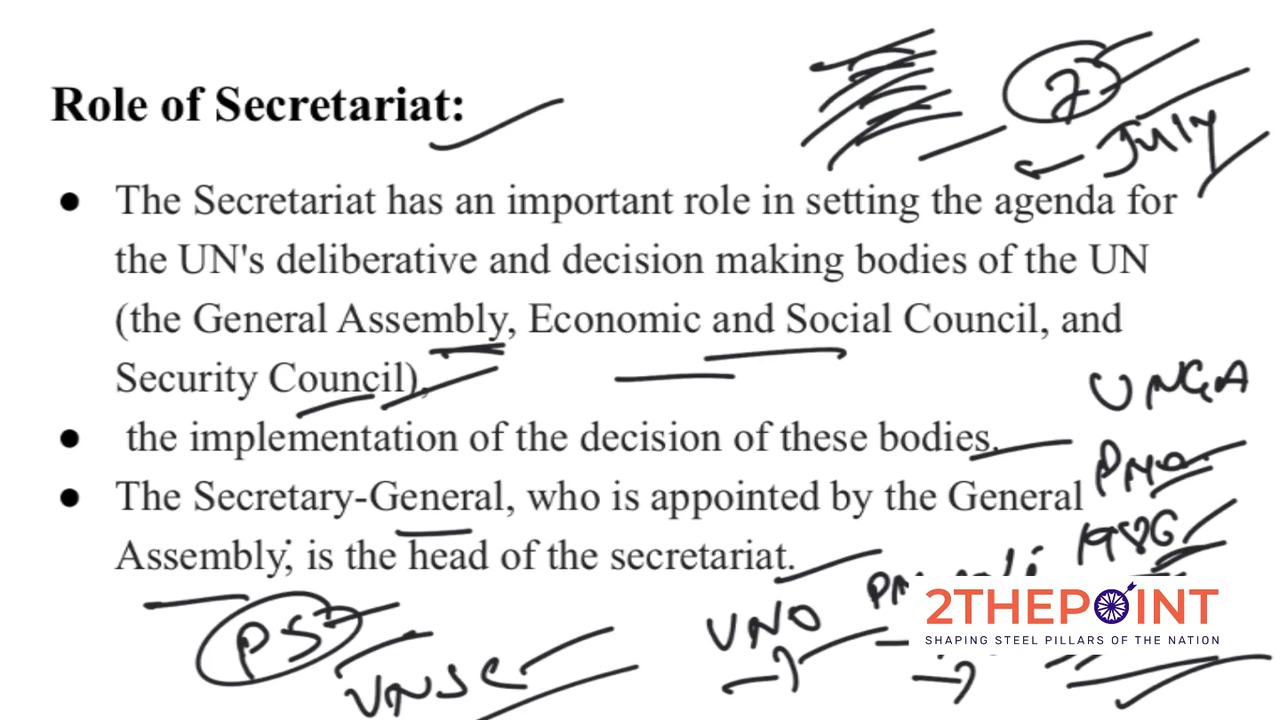 7
Role of Secretariat:
July
● The Secretariat has an important role in setting the agenda for
the UN's deliberative and decision making bodies of the UN
(the General Assembly, Economic and Social Council, and
Security Council),
UNGA
● the implementation of the decision of these bodies.
● The Secretary-General, who is appointed by the General
Assembly, is the head of the secretariat.
1986
UNO
P5
UNSC
2THEPOINT
SHAPING STEEL PILLARS OF THE NATION